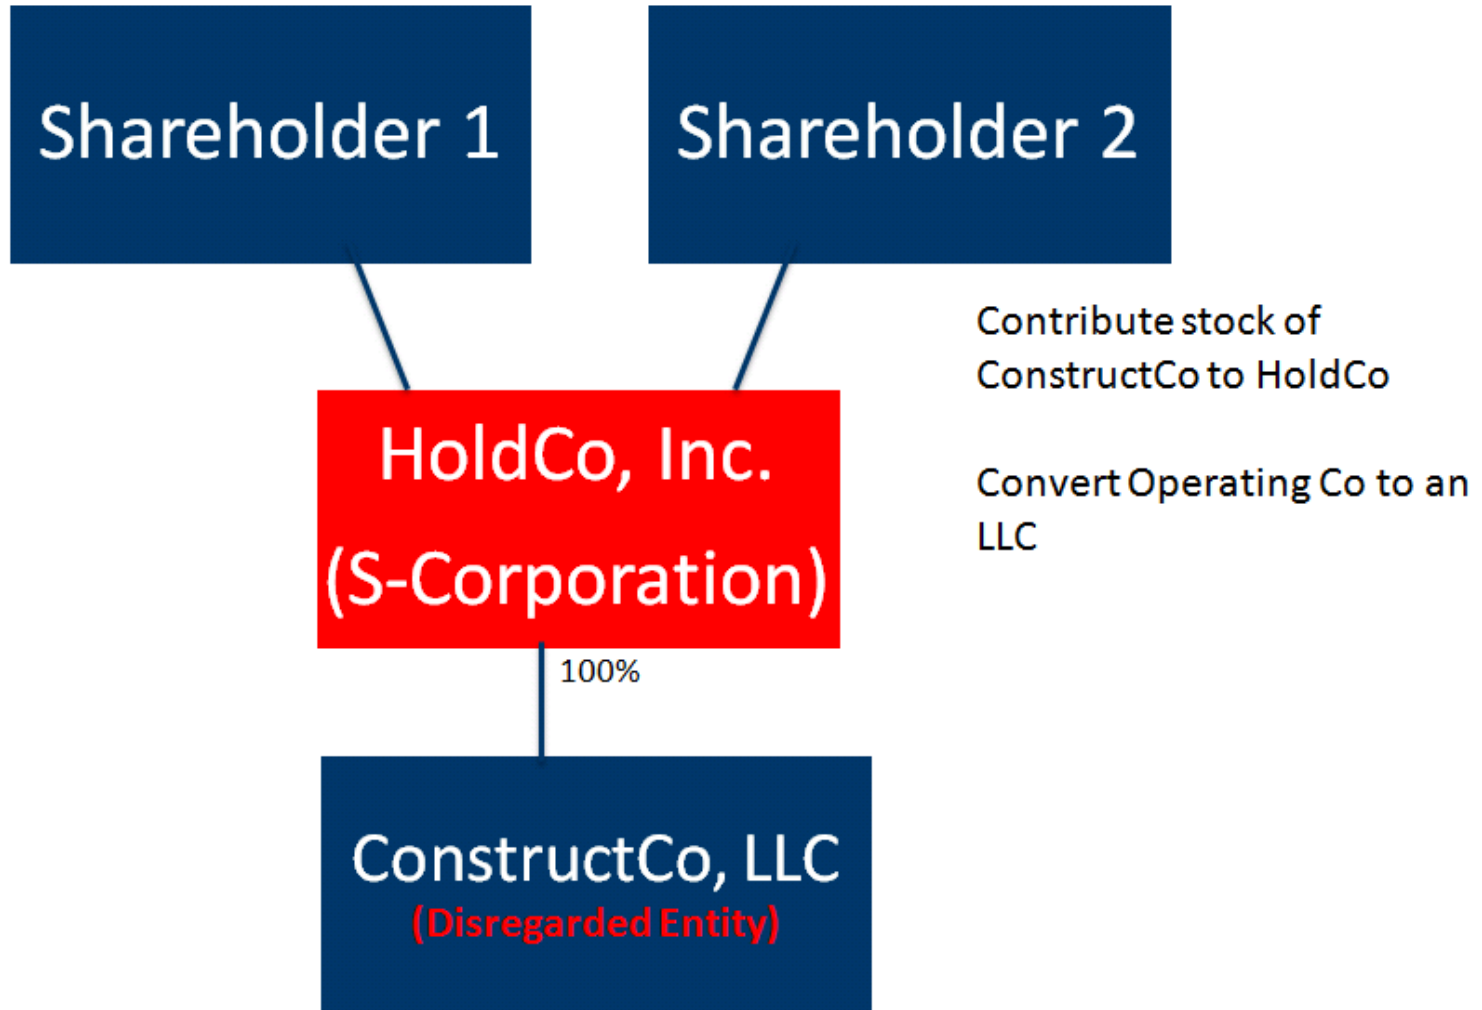 Shareholder 1
Shareholder 2
Contribute stock of
ConstructCo to HoldCo
Convert Operating Co to an
LLC
HoldCo, Inc.
(S-Corporation)
100%
ConstructCo, LLC
(Disregarded Entity)